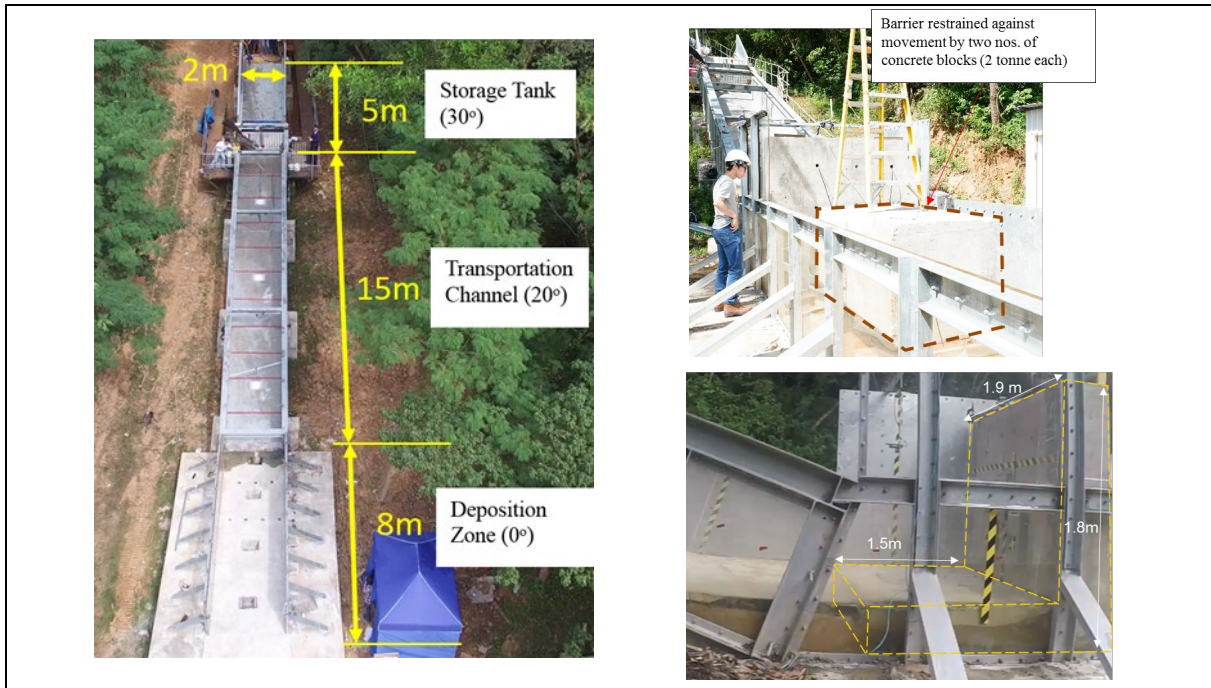 2m
5m
Storage Tank
(30°)
15m
Transportation
Channel (20°)
8m
Deposition
Zone (0°)
Barrier restrained against
movement by two nos. of
concrete blocks (2 tonne each)
1.9 m
1.5m
1.8m